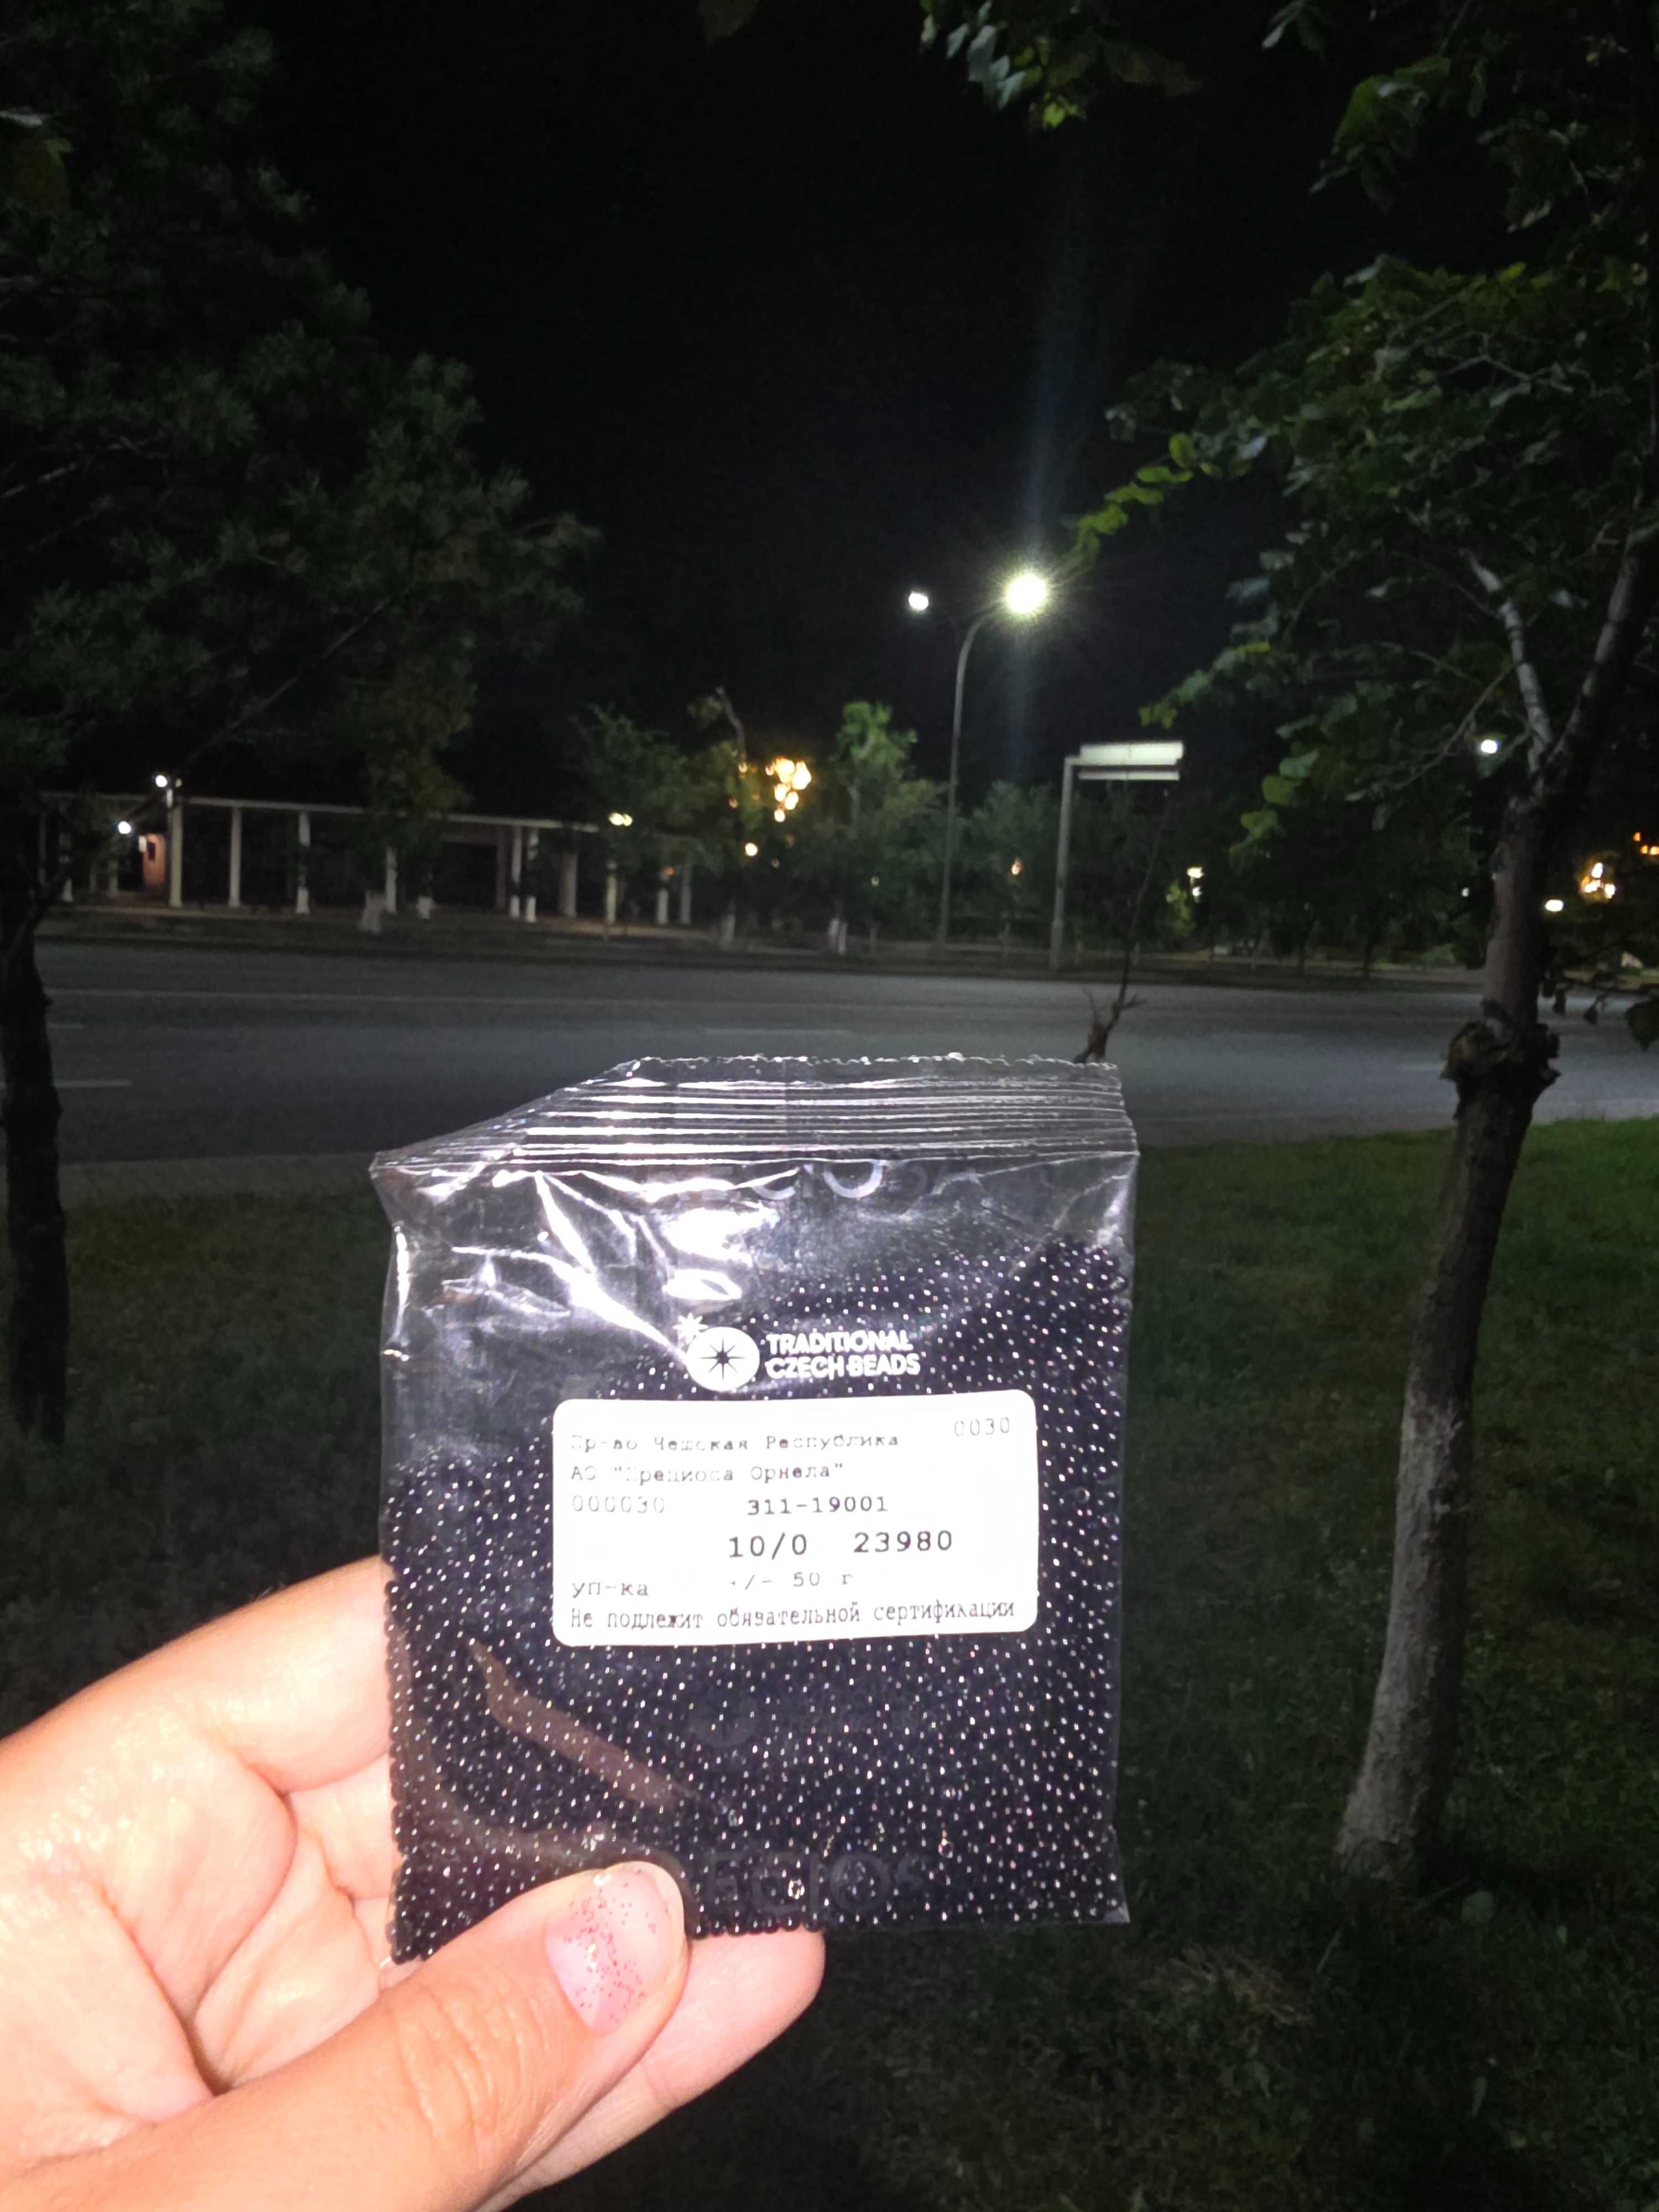 TRADITIONAL
CZECH BEADS
Пр-во Чешская Республика 0030
АО "Прециоса Орнела"
000030 311-19001
10/0 23980
уп-ка +/- 50 г
Не подлежит обязательной сертификации